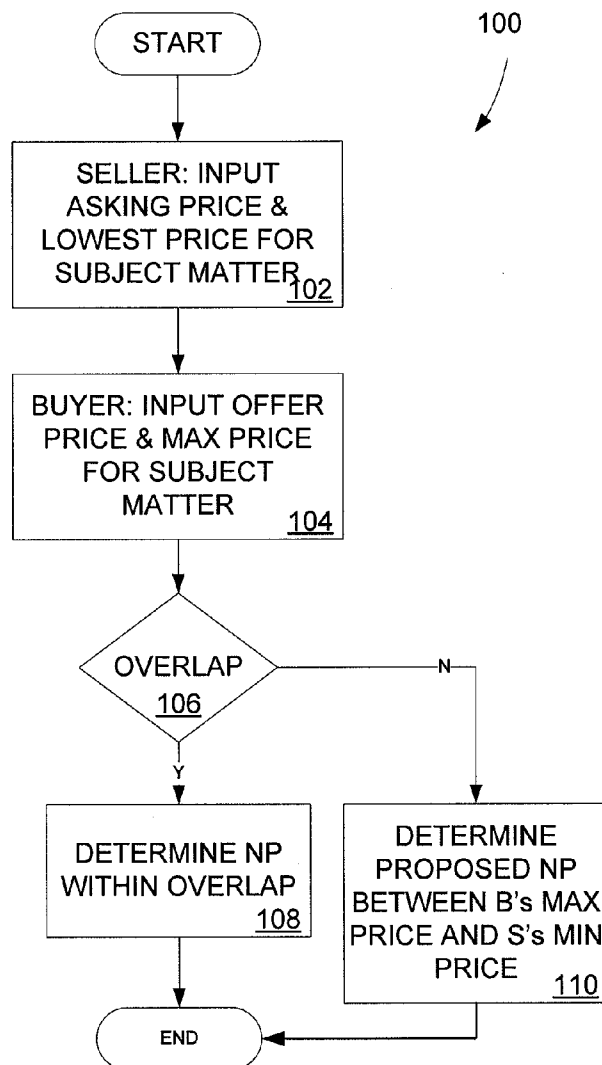 START
100
SELLER: INPUT
ASKING PRICE &
LOWEST PRICE FOR
SUBJECT MATTER
102
BUYER: INPUT OFFER
PRICE & MAX PRICE
FOR SUBJECT
MATTER
104
OVERLAP
106
N
Y
DETERMINE NP
WITHIN OVERLAP
108
DETERMINE
PROPOSED NP
BETWEEN B's MAX
PRICE AND S's MIN
PRICE
110
END